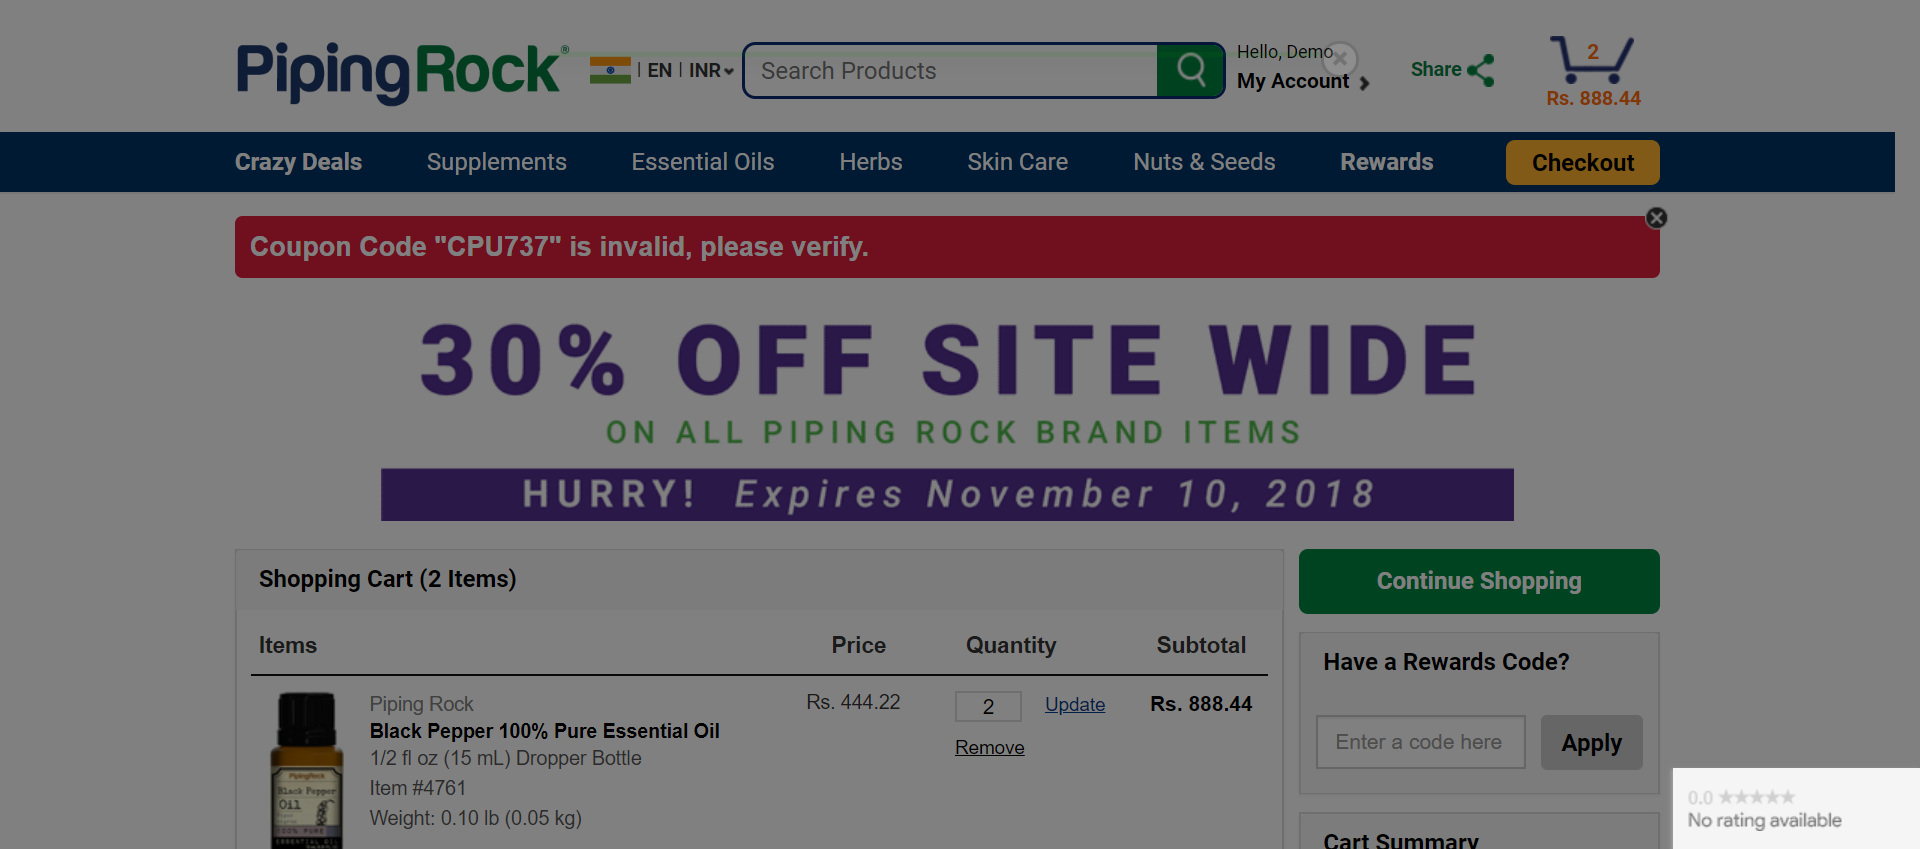 PipingRock®
EN | INR
Search Products
Hello, Demo
My Account
Share
2
Rs. 888.44
Crazy Deals
Supplements
Essential Oils
Herbs
Skin Care
Nuts & Seeds
Rewards
Checkout
Coupon Code "CPU737" is invalid, please verify.
30% OFF SITE WIDE
ON ALL PIPING ROCK BRAND ITEMS
HURRY! Expires November 10, 2018
Shopping Cart (2 Items)
Continue Shopping
Items
Price
Quantity
Subtotal
Piping Rock
Black Pepper 100% Pure Essential Oil
1/2 fl oz (15 mL) Dropper Bottle
Item #4761
Weight: 0.10 lb (0.05 kg)
Rs. 444.22
2
Update
Remove
Rs. 888.44
PipingRock
Black Pepper
Oil
100% PURE
ESSENTIAL OIL
Have a Rewards Code?
Enter a code here
Apply
Cart Summary
0.0 ★★★★★
No rating available